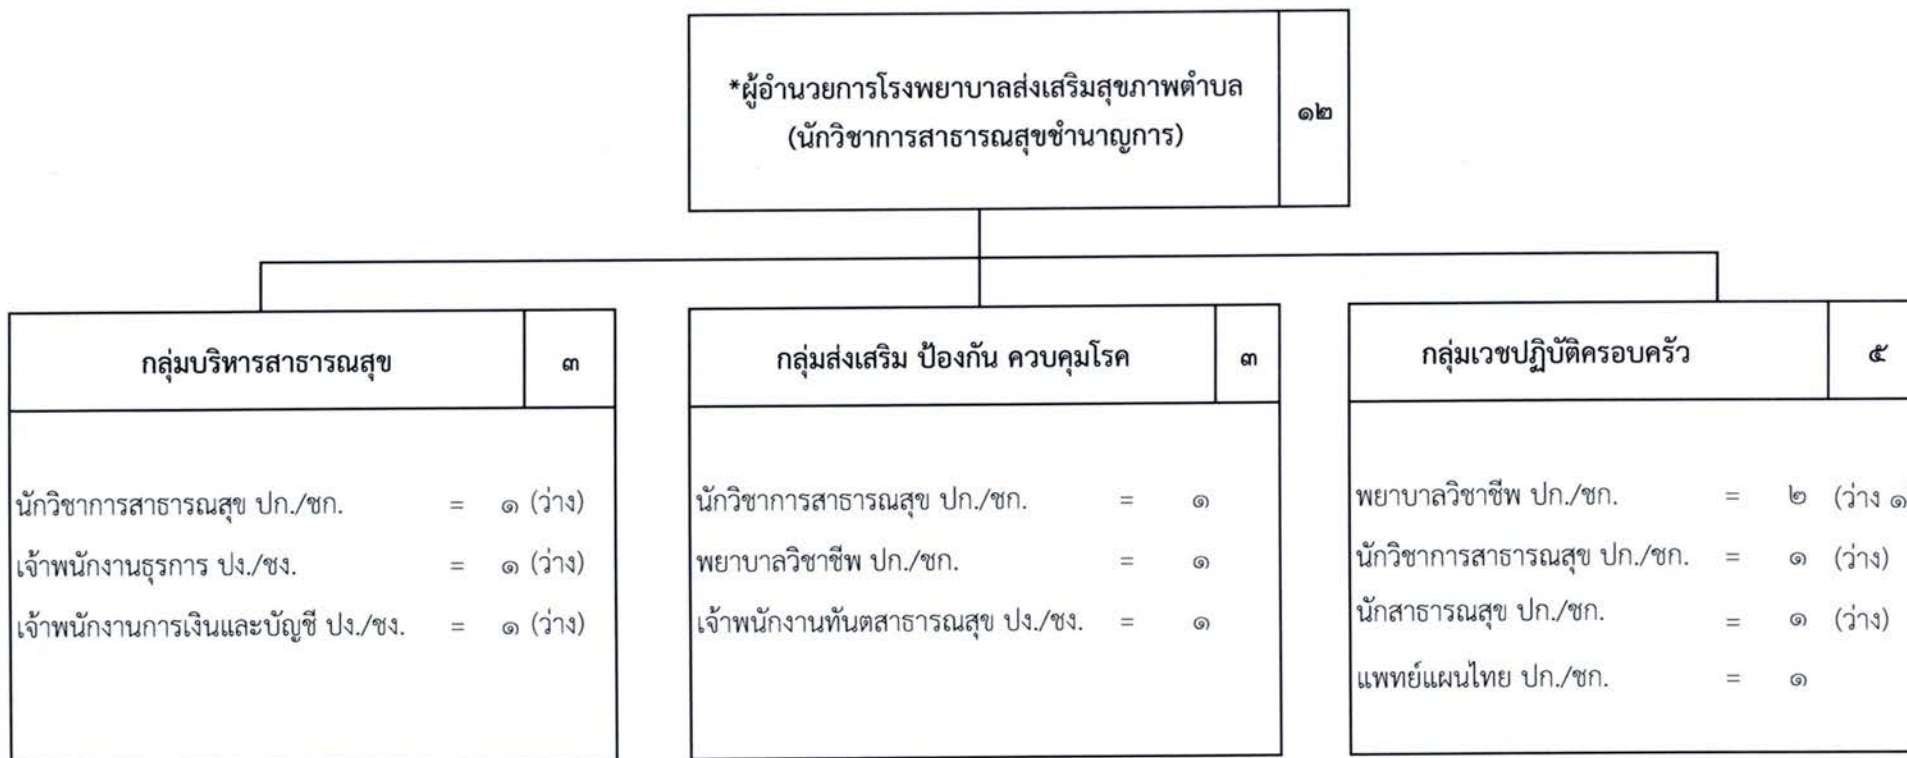 *ผู้อำนวยการโรงพยาบาลส่งเสริมสุขภาพตำบล
(นักวิชาการสาธารณสุขชำนาญการ)
๑๒
กลุ่มบริหารสาธารณสุข ๓
นักวิชาการสาธารณสุข ปก./ชก. = ๑ (ว่าง)
เจ้าพนักงานธุรการ ปง./ชง. = ๑ (ว่าง)
เจ้าพนักงานการเงินและบัญชี ปง./ชง. = ๑ (ว่าง)
กลุ่มส่งเสริม ป้องกัน ควบคุมโรค ๓
นักวิชาการสาธารณสุข ปก./ชก. = ๑
พยาบาลวิชาชีพ ปก./ชก. = ๑
เจ้าพนักงานทันตสาธารณสุข ปง./ชง. = ๑
กลุ่มเวชปฏิบัติครอบครัว ๕
พยาบาลวิชาชีพ ปก./ชก. = ๒ (ว่าง ๑
นักวิชาการสาธารณสุข ปก./ชก. = ๑ (ว่าง)
นักสาธารณสุข ปก./ชก. = ๑ (ว่าง)
แพทย์แผนไทย ปก./ชก. = ๑